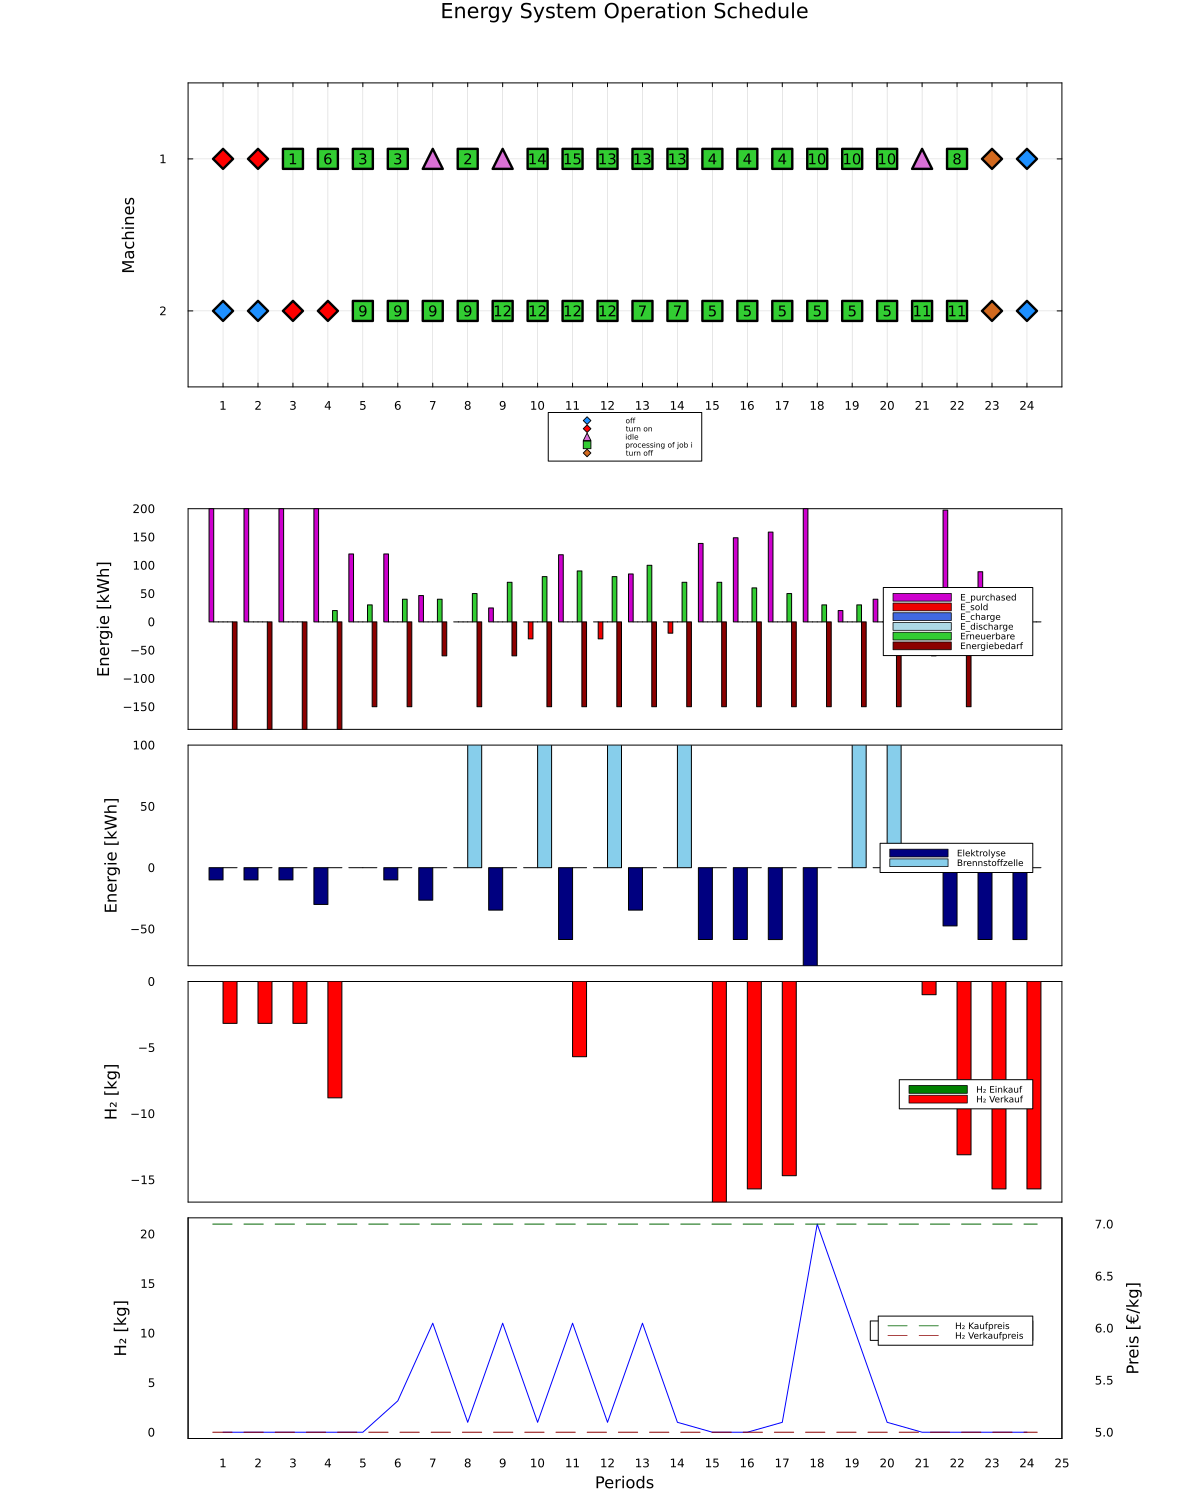 Energy System Operation Schedule
Machines
1
1 6 3 3 2 14 15 13 13 13 4 4 4 10 10 10 8
2
9 9 9 9 12 12 12 12 7 7 5 5 5 5 5 5 11 11
1 2 3 4 5 6 7 8 9 10 11 12 13 14 15 16 17 18 19 20 21 22 23 24
off
turn on
idle
processing of job i
turn off
Energie [kWh]
200
150
100
50
0
−50
−100
−150
E_purchased
E_sold
E_charge
E_discharge
Erneuerbare
Energiebedarf
Energie [kWh]
100
50
0
−50
Elektrolyse
Brennstoffzelle
H₂ [kg]
0
−5
−10
−15
H₂ Einkauf
H₂ Verkauf
H₂ [kg]
20
15
10
5
0
H₂ Kaufpreis
H₂ Verkaufpreis
7.0
6.5
6.0
5.5
5.0
Preis [€/kg]
1 2 3 4 5 6 7 8 9 10 11 12 13 14 15 16 17 18 19 20 21 22 23 24 25
Periods